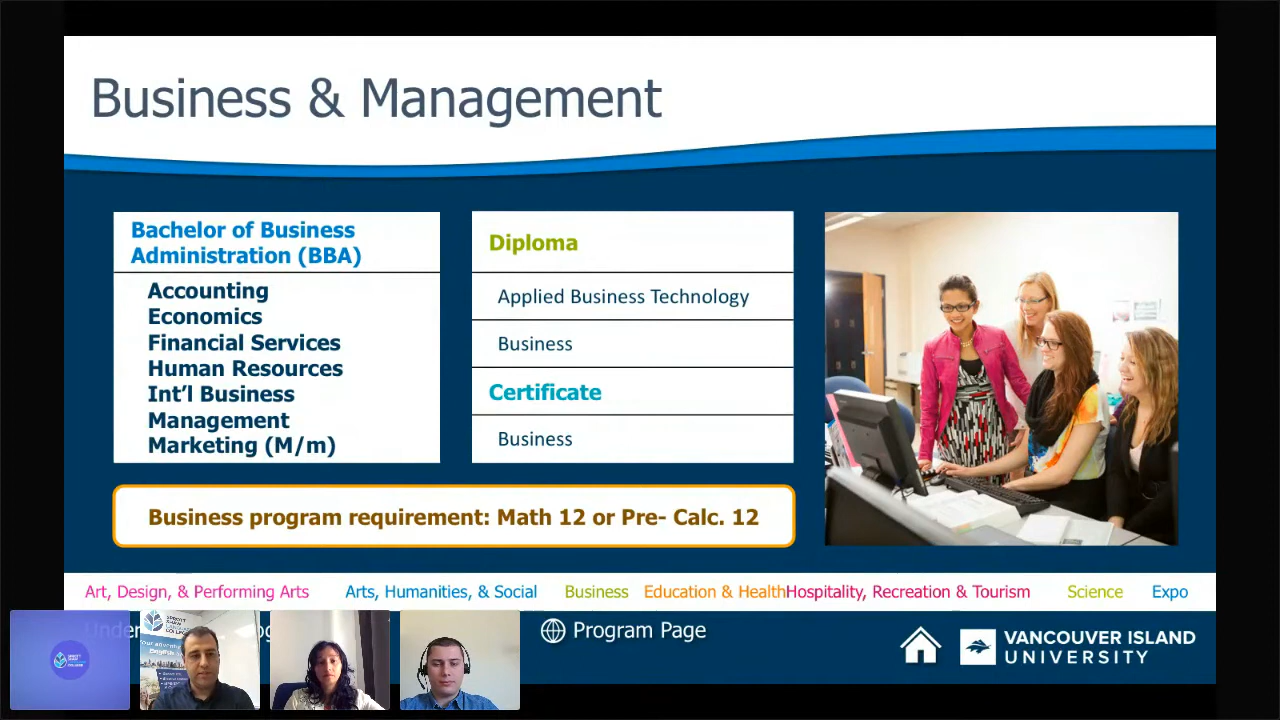 Business & Management
Bachelor of Business
Administration (BBA)
Accounting
Economics
Financial Services
Human Resources
Int'l Business
Management
Marketing (M/m)
Diploma
Applied Business Technology
Business
Certificate
Business
Business program requirement: Math 12 or Pre- Calc. 12
Art, Design, & Performing Arts
Arts, Humanities, & Social
Business
Education & Health
Hospitality, Recreation & Tourism
Science
Expo
Program Page
VANCOUVER ISLAND
UNIVERSITY